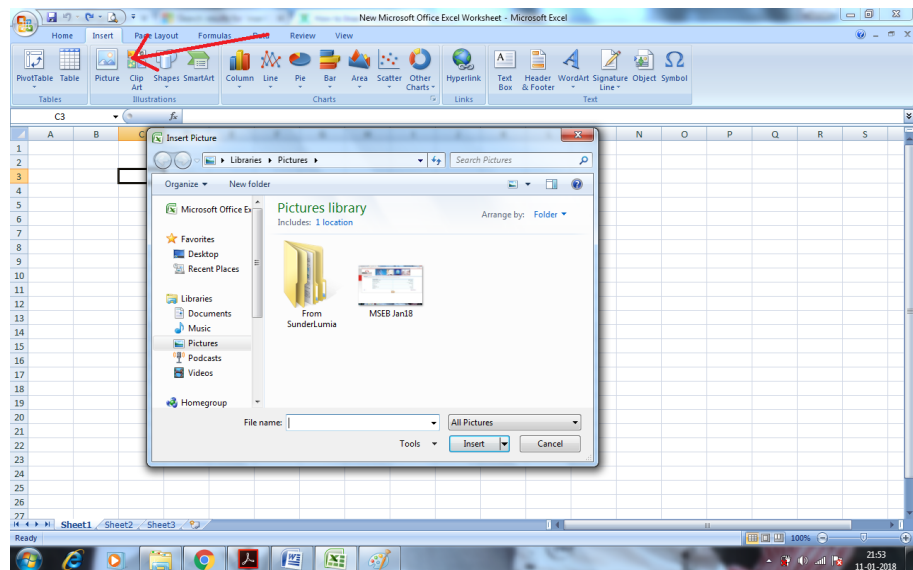 New Microsoft Office Excel Worksheet - Microsoft Excel
Home Insert Page Layout Formulas Data Review View
PivotTable Table Picture Clip Art Shapes SmartArt Column Line Pie Bar Area Scatter Other Charts Hyperlink Text Box Header & Footer WordArt Signature Line Object Symbol
Tables Illustrations Charts Links Text
C3 fx
A B C N O P Q R S
Insert Picture
Libraries Pictures Search Pictures
Organize New folder
Microsoft Office Ex
Pictures library
Includes: 1 location
Arrange by: Folder
Favorites
Desktop
Recent Places
Libraries
Documents
Music
Pictures
Podcasts
Videos
Homegroup
From SunderLumia
MSEB Jan18
File name: All Pictures
Tools Insert Cancel
1
2
3
4
5
6
7
8
9
10
11
12
13
14
15
16
17
18
19
20
21
22
23
24
25
26
27
Sheet1 Sheet2 Sheet3
Ready 100%
21:53
11-01-2018